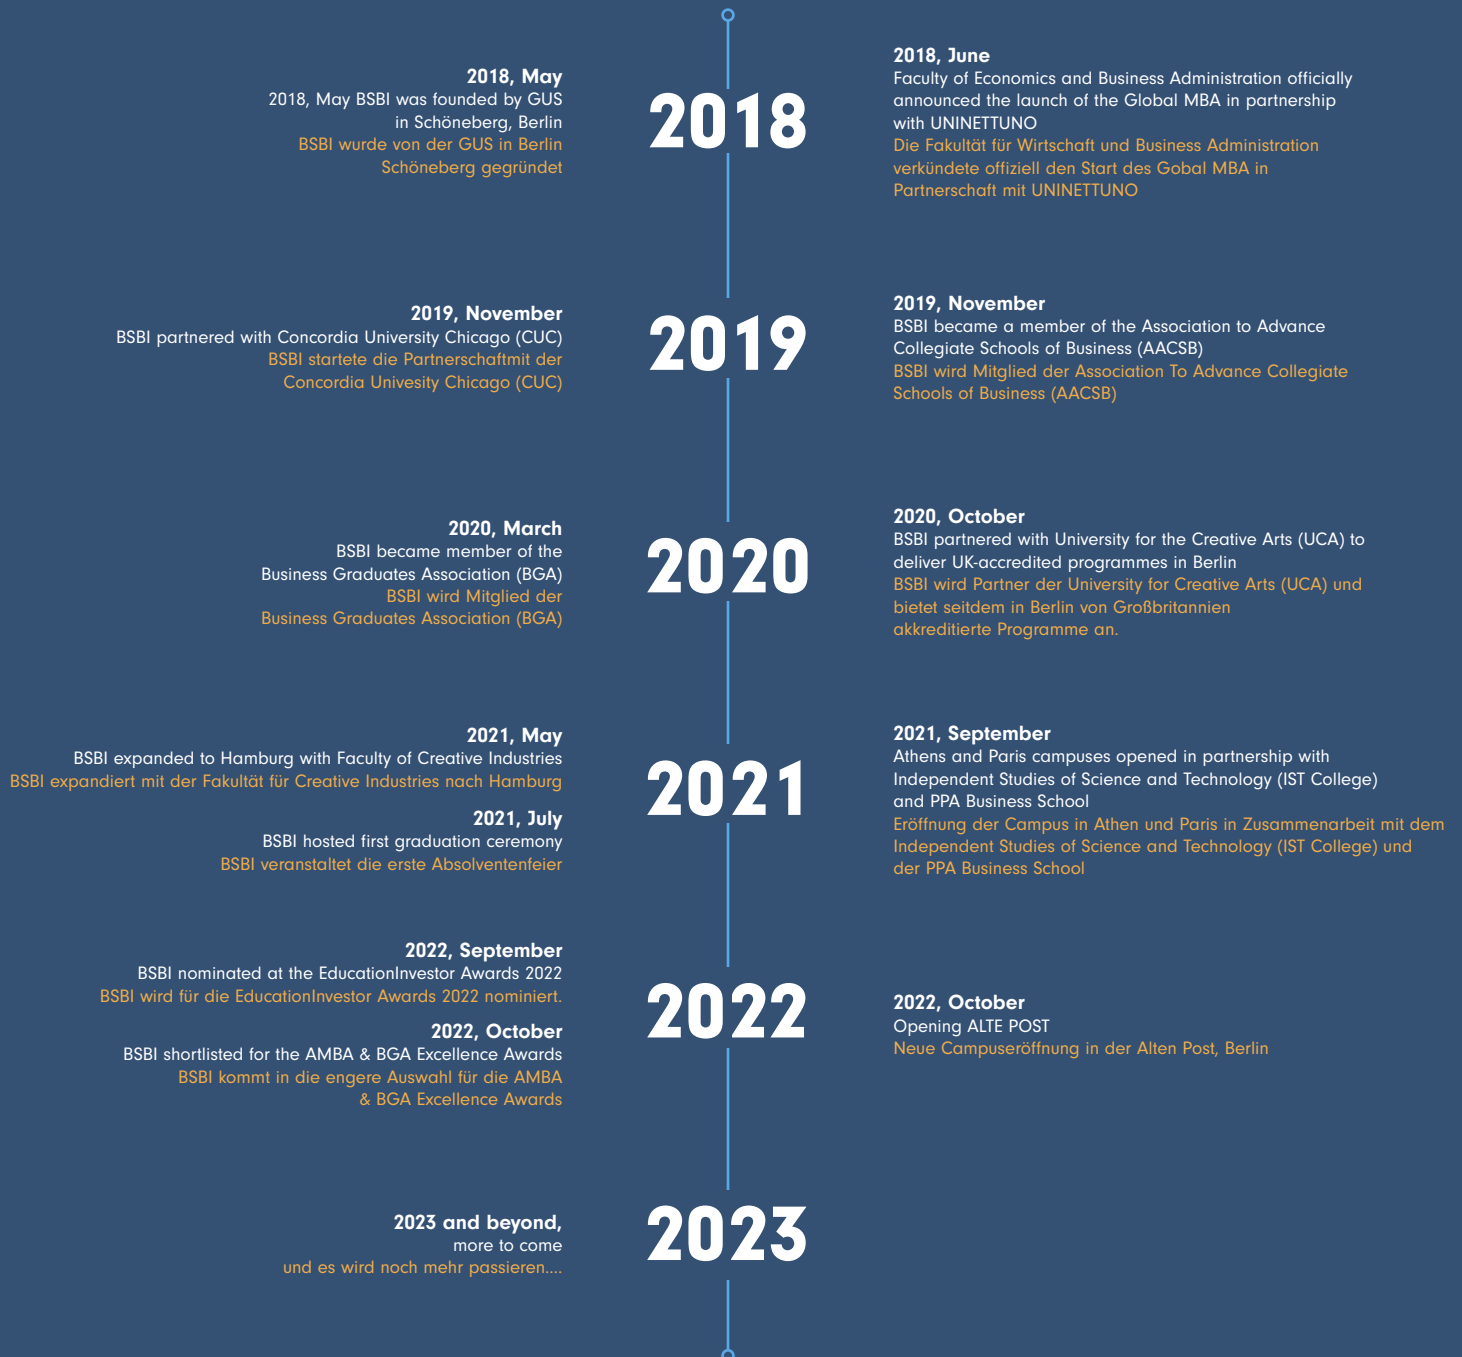 2018, May
2018, May BSBI was founded by GUS
in Schöneberg, Berlin
BSBI wurde von der GUS in Berlin
Schöneberg gegründet
2018
2018, June
Faculty of Economics and Business Administration officially
announced the launch of the Global MBA in partnership
with UNINETTUNO
Die Fakultät für Wirtschaft und Business Administration
verkündete offiziell den Start des Gobal MBA in
Partnerschaft mit UNINETTUNO
2019, November
BSBI partnered with Concordia University Chicago (CUC)
BSBI startete die Partnerschaftmit der
Concordia Univesity Chicago (CUC)
2019
2019, November
BSBI became a member of the Association to Advance
Collegiate Schools of Business (AACSB)
BSBI wird Mitglied der Association To Advance Collegiate
Schools of Business (AACSB)
2020, March
BSBI became member of the
Business Graduates Association (BGA)
BSBI wird Mitglied der
Business Graduates Association (BGA)
2020
2020, October
BSBI partnered with University for the Creative Arts (UCA) to
deliver UK-accredited programmes in Berlin
BSBI wird Partner der University for Creative Arts (UCA) und
bietet seitdem in Berlin von Großbritannien
akkreditierte Programme an.
2021, May
BSBI expanded to Hamburg with Faculty of Creative Industries
BSBI expandiert mit der Fakultät für Creative Industries nach Hamburg
2021, July
BSBI hosted first graduation ceremony
BSBI veranstaltet die erste Absolventenfeier
2021
2021, September
Athens and Paris campuses opened in partnership with
Independent Studies of Science and Technology (IST College)
and PPA Business School
Eröffnung der Campus in Athen und Paris in Zusammenarbeit mit dem
Independent Studies of Science and Technology (IST College) und
der PPA Business School
2022, September
BSBI nominated at the EducationInvestor Awards 2022
BSBI wird für die EducationInvestor Awards 2022 nominiert.
2022, October
BSBI shortlisted for the AMBA & BGA Excellence Awards
BSBI kommt in die engere Auswahl für die AMBA
& BGA Excellence Awards
2022
2022, October
Opening ALTE POST
Neue Campuseröffnung in der Alten Post, Berlin
2023 and beyond,
more to come
und es wird noch mehr passieren....
2023